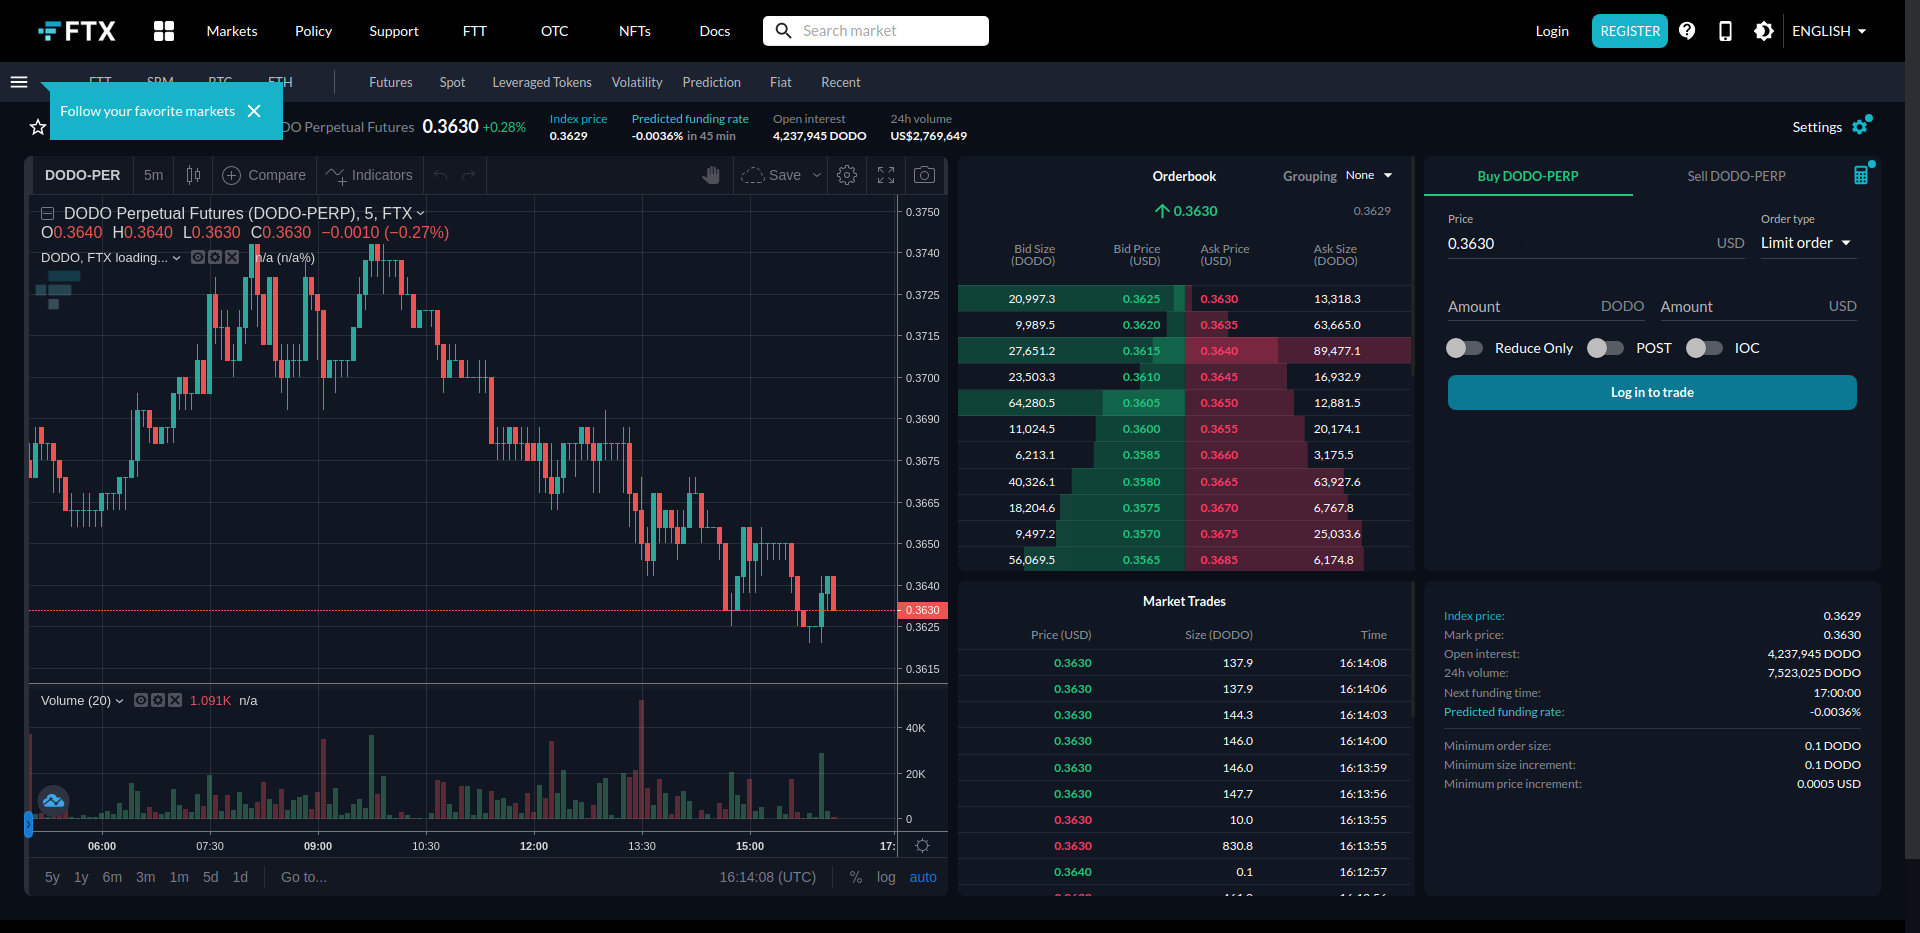 FTX Markets Policy Support FTT OTC NFTs Docs Search market Login REGISTER ENGLISH
Futures Spot Leveraged Tokens Volatility Prediction Fiat Recent
Follow your favorite markets
DO Perpetual Futures 0.3630 +0.28%
Index price
0.3629
Predicted funding rate
-0.0036% in 45 min
Open interest
4,237,945 DODO
24h volume
US$2,769,649
Settings
DODO-PER 5m Compare Indicators Save
DODO Perpetual Futures (DODO-PERP), 5, FTX
O0.3640 H0.3640 L0.3630 C0.3630 −0.0010 (−0.27%)
DODO, FTX loading... n/a (n/a%)
0.3750
0.3740
0.3725
0.3715
0.3700
0.3690
0.3675
0.3665
0.3650
0.3640
0.3630
0.3625
0.3615
Volume (20) 1.091K n/a
40K
20K
0
06:00 07:30 09:00 10:30 12:00 13:30 15:00 17:
5y 1y 6m 3m 1m 5d 1d Go to... 16:14:08 (UTC) % log auto
Orderbook Grouping None
0.3630 0.3629
Bid Size (DODO) Bid Price (USD) Ask Price (USD) Ask Size (DODO)
20,997.3 0.3625 0.3630 13,318.3
9,989.5 0.3620 0.3635 63,665.0
27,651.2 0.3615 0.3640 89,477.1
23,503.3 0.3610 0.3645 16,932.9
64,280.5 0.3605 0.3650 12,881.5
11,024.5 0.3600 0.3655 20,174.1
6,213.1 0.3585 0.3660 3,175.5
40,326.1 0.3580 0.3665 63,927.6
18,204.6 0.3575 0.3670 6,767.8
9,497.2 0.3570 0.3675 25,033.6
56,069.5 0.3565 0.3685 6,174.8
Market Trades
Price (USD) Size (DODO) Time
0.3630 137.9 16:14:08
0.3630 137.9 16:14:06
0.3630 144.3 16:14:03
0.3630 146.0 16:14:00
0.3630 146.0 16:13:59
0.3630 147.7 16:13:56
0.3630 10.0 16:13:55
0.3630 830.8 16:13:55
0.3640 0.1 16:12:57
Buy DODO-PERP Sell DODO-PERP
Price Order type
0.3630 USD Limit order
Amount DODO Amount USD
Reduce Only POST IOC
Log in to trade
Index price: 0.3629
Mark price: 0.3630
Open interest: 4,237,945 DODO
24h volume: 7,523,025 DODO
Next funding time: 17:00:00
Predicted funding rate: -0.0036%
Minimum order size: 0.1 DODO
Minimum size increment: 0.1 DODO
Minimum price increment: 0.0005 USD